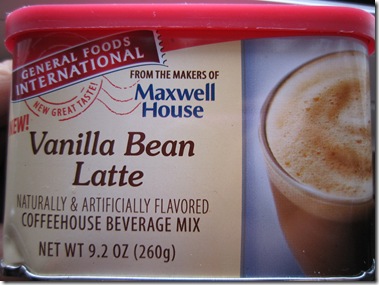 GENERAL FOODS
INTERNATIONAL
NEW GREAT TASTE!
FROM THE MAKERS OF
Maxwell
House
NEW!
Vanilla Bean
Latte
NATURALLY & ARTIFICIALLY FLAVORED
COFFEEHOUSE BEVERAGE MIX
NET WT 9.2 OZ (260g)